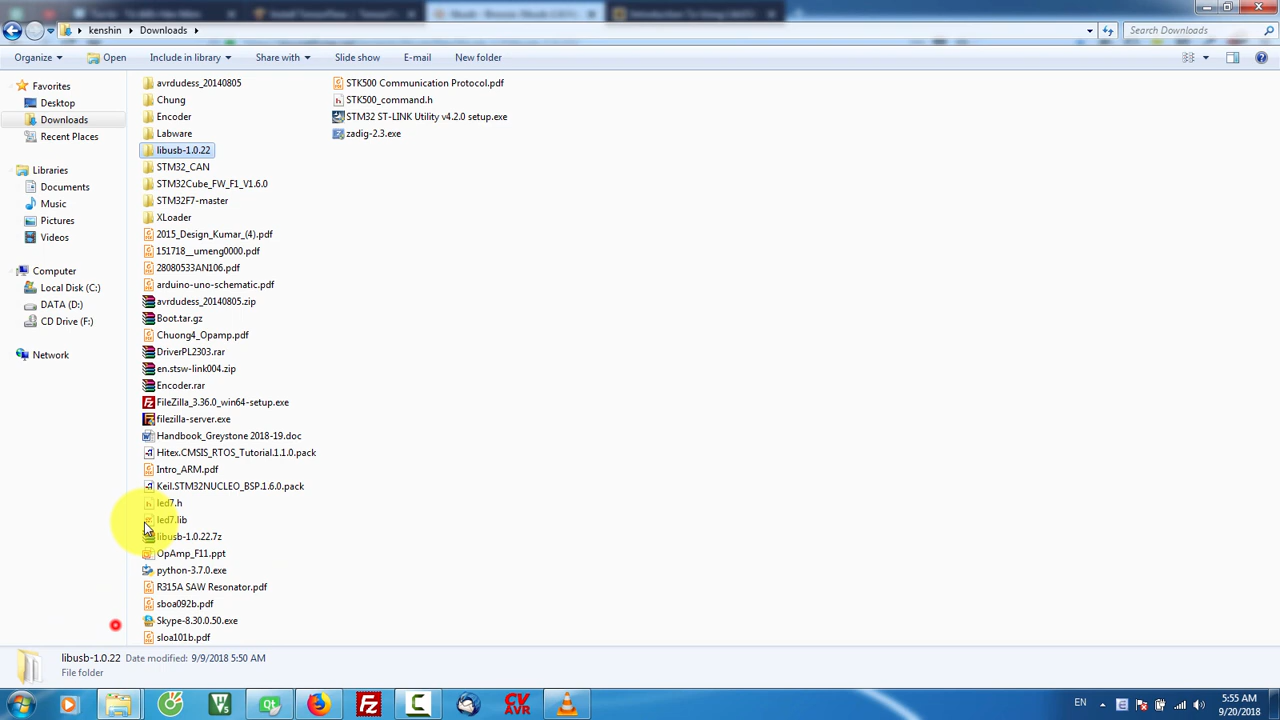 kenshin Downloads
Search Downloads
Organize Open Include in library Share with Slide show E-mail New folder
Favorites
Desktop
Downloads
Recent Places
Libraries
Documents
Music
Pictures
Videos
Computer
Local Disk (C:)
DATA (D:)
CD Drive (F:)
Network
avrdudess_20140805
Chung
Encoder
Labware
libusb-1.0.22
STM32_CAN
STM32Cube_FW_F1_V1.6.0
STM32F7-master
XLoader
2015_Design_Kumar_(4).pdf
151718__umeng0000.pdf
28080533AN106.pdf
arduino-uno-schematic.pdf
avrdudess_20140805.zip
Boot.tar.gz
Chuong4_Opamp.pdf
DriverPL2303.rar
en.stsw-link004.zip
Encoder.rar
FileZilla_3.36.0_win64-setup.exe
filezilla-server.exe
Handbook_Greystone 2018-19.doc
Hitex.CMSIS_RTOS_Tutorial.1.1.0.pack
Intro_ARM.pdf
Keil.STM32NUCLEO_BSP.1.6.0.pack
led7.h
led7.lib
libusb-1.0.22.7z
OpAmp_F11.ppt
python-3.7.0.exe
R315A SAW Resonator.pdf
sboa092b.pdf
Skype-8.30.0.50.exe
sloa101b.pdf
STK500 Communication Protocol.pdf
STK500_command.h
STM32 ST-LINK Utility v4.2.0 setup.exe
zadig-2.3.exe
libusb-1.0.22 Date modified: 9/9/2018 5:50 AM
File folder
CV
AVR
EN
5:55 AM
9/20/2018